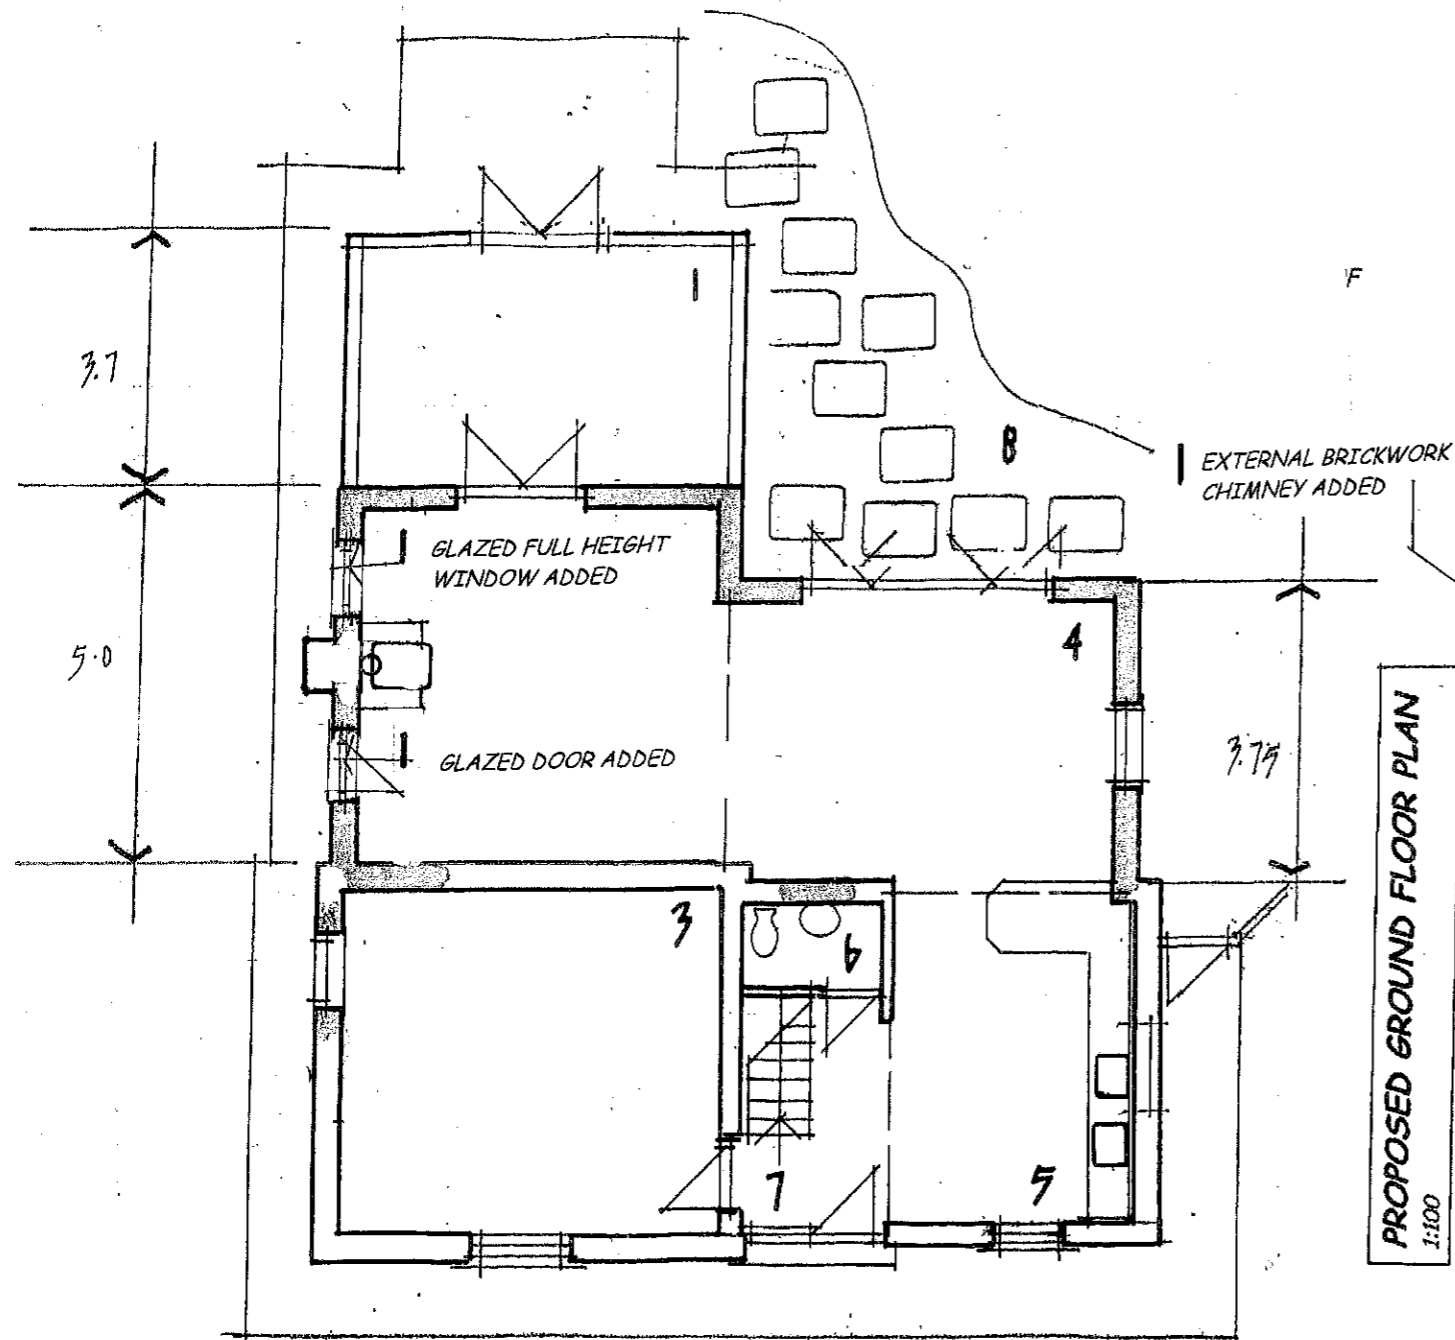 1
F
3.7
8
I EXTERNAL BRICKWORK
CHIMNEY ADDED
I GLAZED FULL HEIGHT
WINDOW ADDED
4
5.0
I GLAZED DOOR ADDED
3.75
3
6
7
5
PROPOSED GROUND FLOOR PLAN
1:100